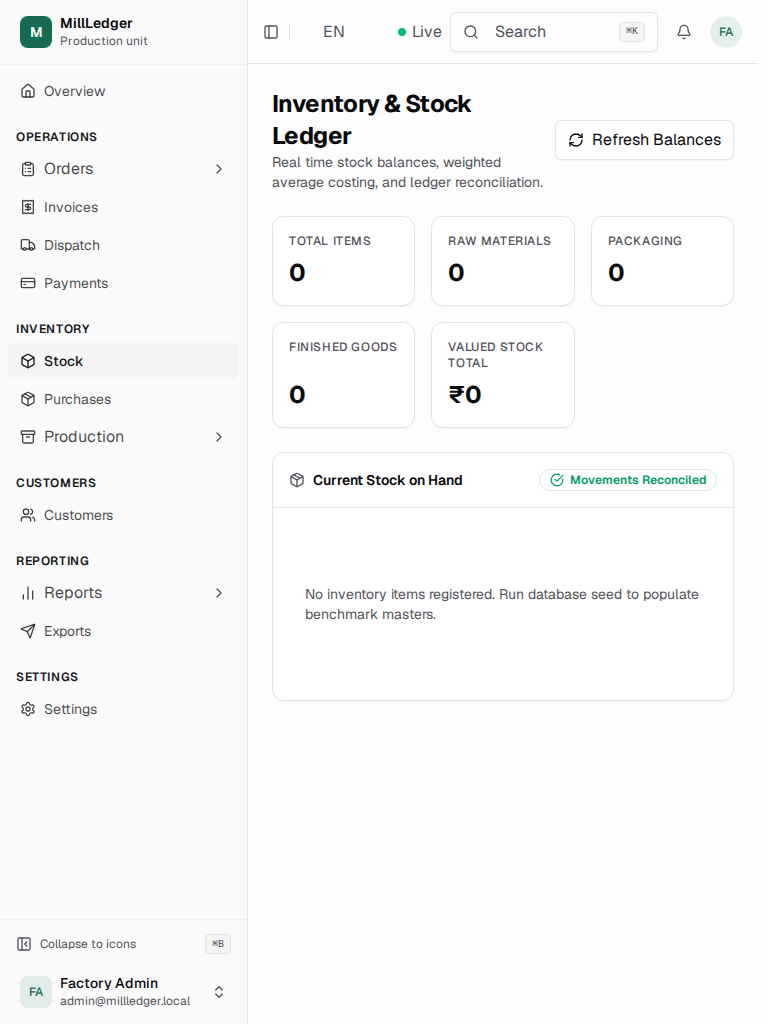 M
MillLedger
Production unit
Overview
OPERATIONS
Orders
Invoices
Dispatch
Payments
INVENTORY
Stock
Purchases
Production
CUSTOMERS
Customers
REPORTING
Reports
Exports
SETTINGS
Settings
Collapse to icons ⌘B
FA
Factory Admin
admin@millledger.local
EN
Live
Search ⌘K
FA
Inventory & Stock
Ledger
Real time stock balances, weighted
average costing, and ledger reconciliation.
Refresh Balances
TOTAL ITEMS
0
RAW MATERIALS
0
PACKAGING
0
FINISHED GOODS
0
VALUED STOCK
TOTAL
₹0
Current Stock on Hand
Movements Reconciled
No inventory items registered. Run database seed to populate
benchmark masters.